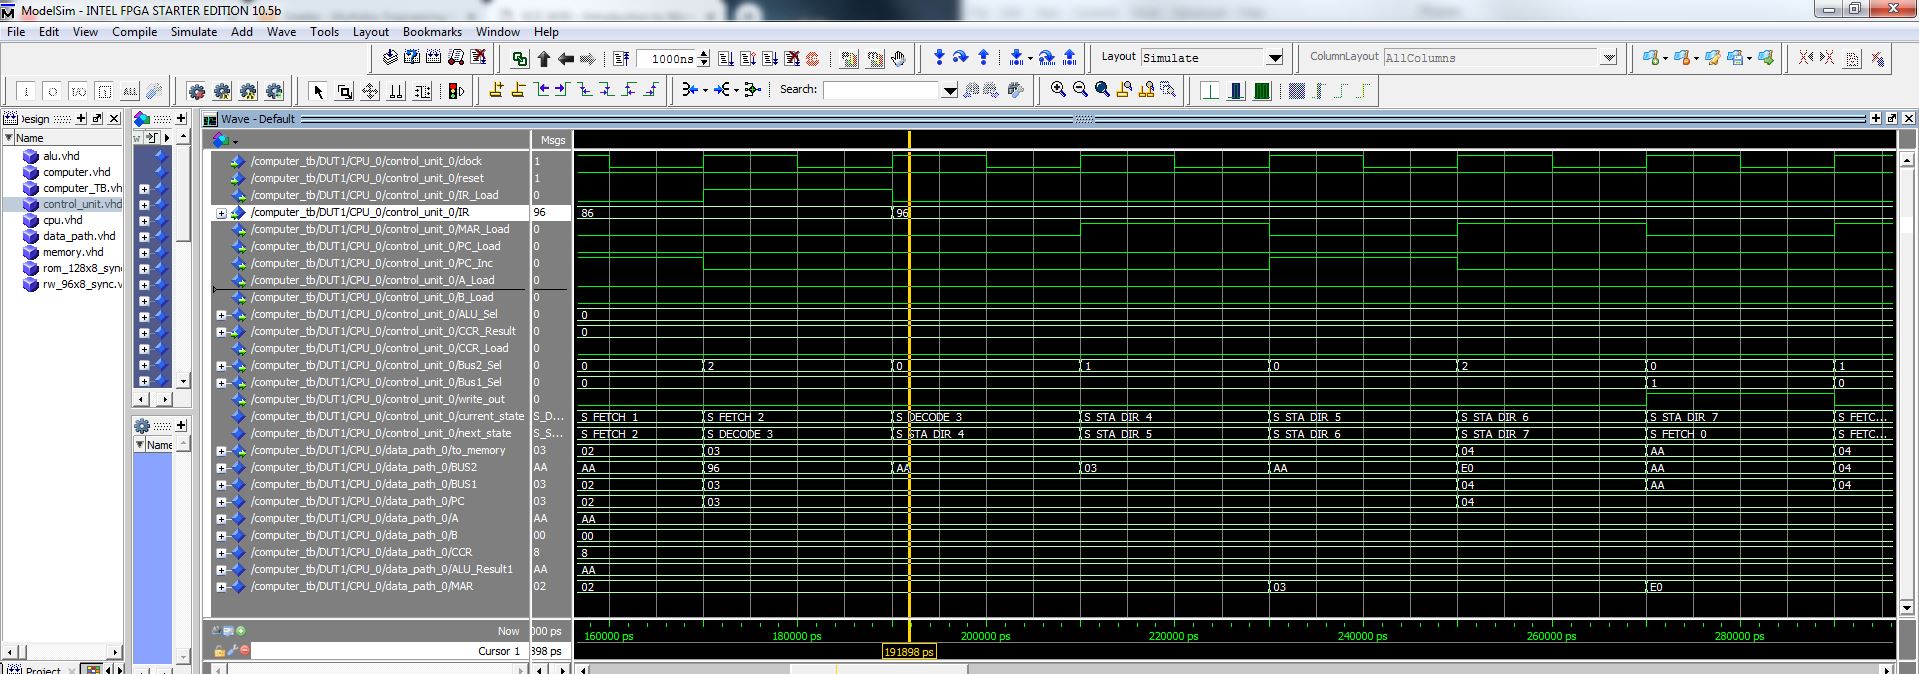 ModelSim - INTEL FPGA STARTER EDITION 10.5b
File Edit View Compile Simulate Add Wave Tools Layout Bookmarks Window Help
1000ns Layout Simulate ColumnLayout AllColumns
ALL Search:
Design Wave - Default
Name Msgs
alu.vhd
computer.vhd
computer_TB.vh
control_unit.vhd
cpu.vhd
data_path.vhd
memory.vhd
rom_128x8_sync
rw_96x8_sync.v
Name
Project
/computer_tb/DUT1/CPU_0/control_unit_0/clock 1
/computer_tb/DUT1/CPU_0/control_unit_0/reset 1
/computer_tb/DUT1/CPU_0/control_unit_0/IR_Load 0
/computer_tb/DUT1/CPU_0/control_unit_0/IR 96 86 96
/computer_tb/DUT1/CPU_0/control_unit_0/MAR_Load 0
/computer_tb/DUT1/CPU_0/control_unit_0/PC_Load 0
/computer_tb/DUT1/CPU_0/control_unit_0/PC_Inc 0
/computer_tb/DUT1/CPU_0/control_unit_0/A_Load 0
/computer_tb/DUT1/CPU_0/control_unit_0/B_Load 0
/computer_tb/DUT1/CPU_0/control_unit_0/ALU_Sel 0 0
/computer_tb/DUT1/CPU_0/control_unit_0/CCR_Result 0 0
/computer_tb/DUT1/CPU_0/control_unit_0/CCR_Load 0
/computer_tb/DUT1/CPU_0/control_unit_0/Bus2_Sel 0 0 2 0 1 0 2 0 1
/computer_tb/DUT1/CPU_0/control_unit_0/Bus1_Sel 0 0 1 0
/computer_tb/DUT1/CPU_0/control_unit_0/write_out 0
/computer_tb/DUT1/CPU_0/control_unit_0/current_state S_D... S_FETCH_1 S_FETCH_2 S_DECODE_3 S_STA_DIR_4 S_STA_DIR_5 S_STA_DIR_6 S_STA_DIR_7 S_FETC...
/computer_tb/DUT1/CPU_0/control_unit_0/next_state S_S... S_FETCH_2 S_DECODE_3 S_STA_DIR_4 S_STA_DIR_5 S_STA_DIR_6 S_STA_DIR_7 S_FETCH_0 S_FETC...
/computer_tb/DUT1/CPU_0/data_path_0/to_memory 03 02 03 04 AA 04
/computer_tb/DUT1/CPU_0/data_path_0/BUS2 AA AA 96 AA 03 AA E0 AA 04
/computer_tb/DUT1/CPU_0/data_path_0/BUS1 03 02 03 04 AA 04
/computer_tb/DUT1/CPU_0/data_path_0/PC 03 02 03 04
/computer_tb/DUT1/CPU_0/data_path_0/A AA AA
/computer_tb/DUT1/CPU_0/data_path_0/B 00 00
/computer_tb/DUT1/CPU_0/data_path_0/CCR 8 8
/computer_tb/DUT1/CPU_0/data_path_0/ALU_Result1 AA AA
/computer_tb/DUT1/CPU_0/data_path_0/MAR 02 02 03 E0
Now 000 ps 160000 ps 180000 ps 200000 ps 220000 ps 240000 ps 260000 ps 280000 ps
Cursor 1 898 ps 191898 ps